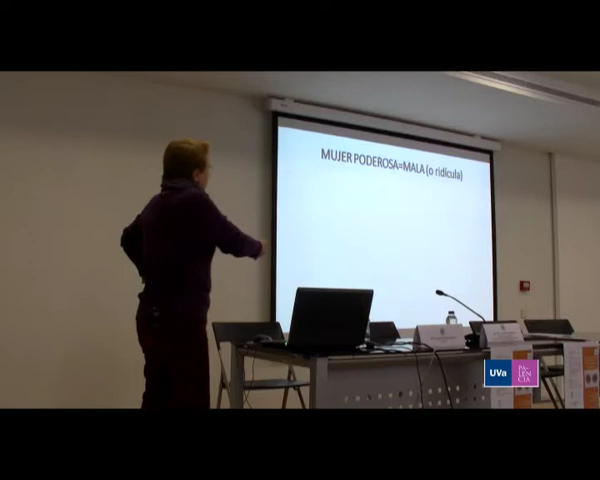 MUJER PODEROSA=MALA (o ridícula)
UVa
PA-
LEN
CIA